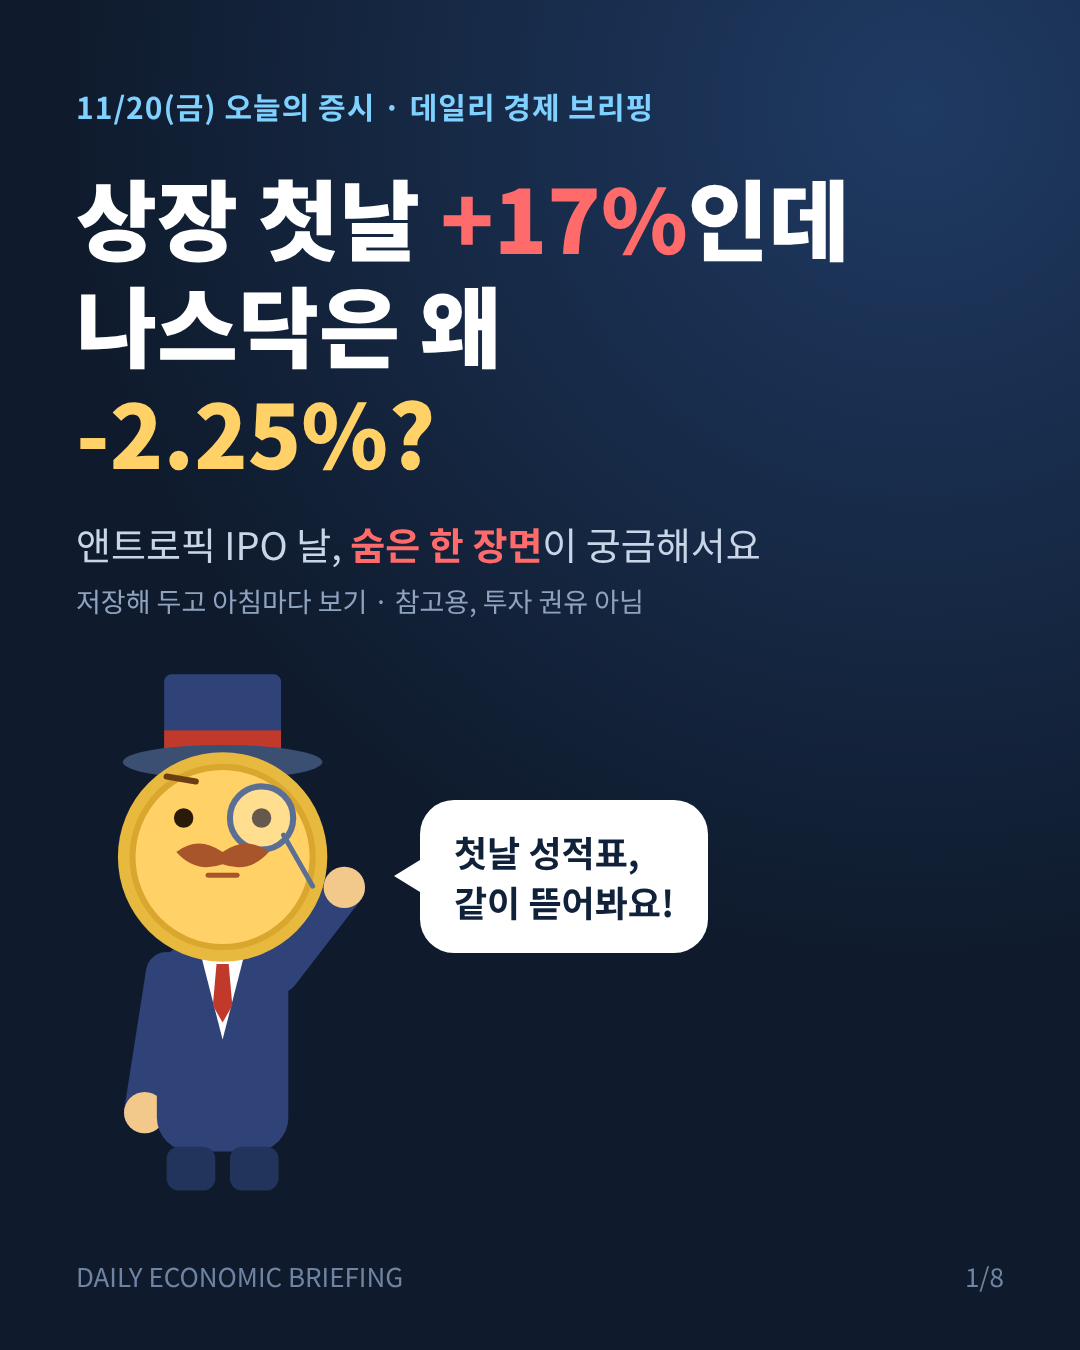 11/20(금) 오늘의 증시 · 데일리 경제 브리핑
상장 첫날 +17%인데
나스닥은 왜
-2.25%?
앤트로픽 IPO 날, 숨은 한 장면이 궁금해서요
저장해 두고 아침마다 보기 · 참고용, 투자 권유 아님
첫날 성적표,
같이 뜯어봐요!
DAILY ECONOMIC BRIEFING
1/8